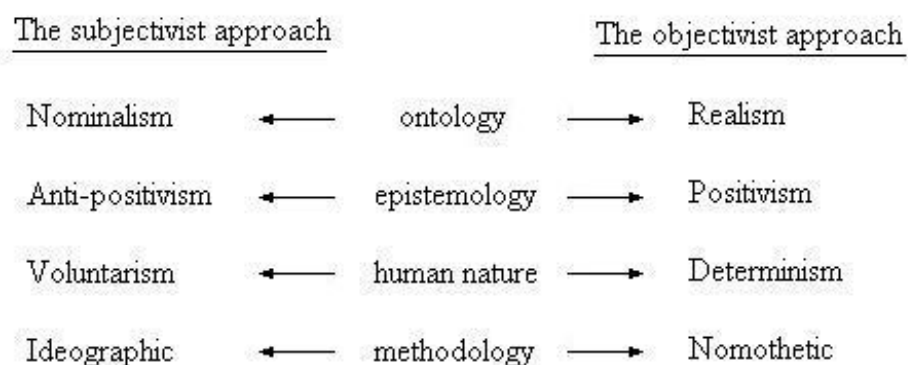 The subjectivist approach The objectivist approach
Nominalism ontology Realism
Anti-positivism epistemology Positivism
Voluntarism human nature Determinism
Ideographic methodology Nomothetic